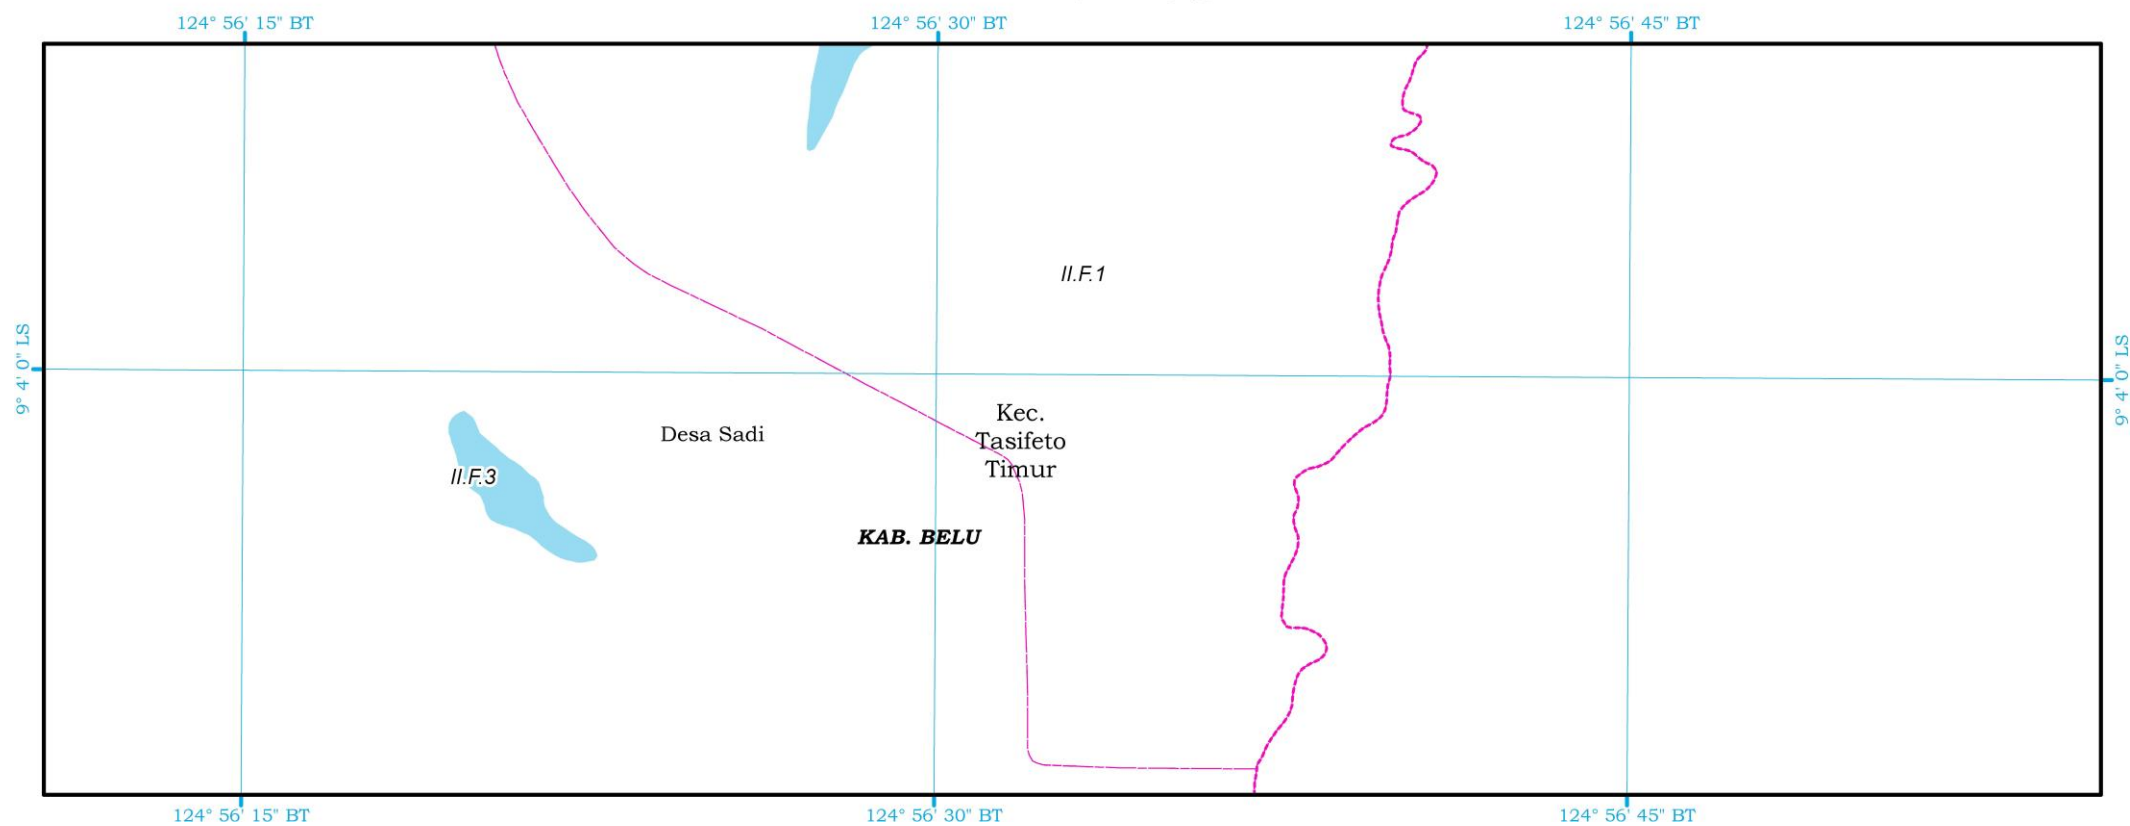 124° 56' 15" BT
124° 56' 30" BT
124° 56' 45" BT
II.F.1
9° 4' 0" LS
9° 4' 0" LS
Kec.
Tasifeto
Timur
Desa Sadi
II.F.3
KAB. BELU
124° 56' 15" BT
124° 56' 30" BT
124° 56' 45" BT